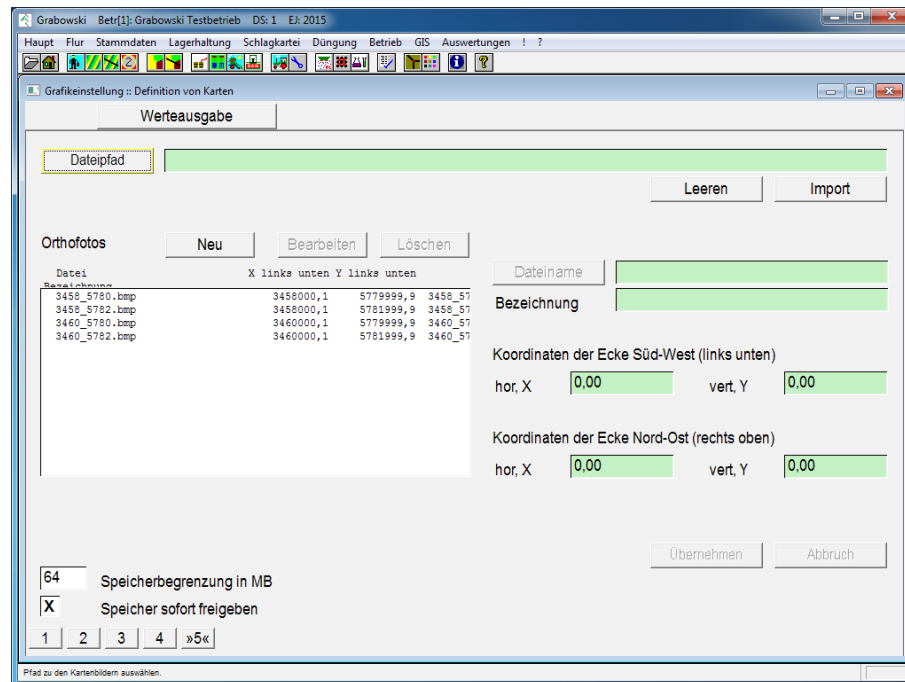 Grabowski Betr[1]: Grabowski Testbetrieb DS: 1 EJ: 2015
Haupt Flur Stammdaten Lagerhaltung Schlagkartei Düngung Betrieb GIS Auswertungen ! ?
Grafikeinstellung :: Definition von Karten
Werteausgabe
Dateipfad
Leeren Import
Orthofotos Neu Bearbeiten Löschen
Datei X links unten Y links unten
Bezeichnung
3458_5780.bmp 3458000,1 5779999,9 3458_57
3458_5782.bmp 3458000,1 5781999,9 3458_57
3460_5780.bmp 3460000,1 5779999,9 3460_57
3460_5782.bmp 3460000,1 5781999,9 3460_57
Dateiname
Bezeichnung
Koordinaten der Ecke Süd-West (links unten)
hor, X 0,00 vert, Y 0,00
Koordinaten der Ecke Nord-Ost (rechts oben)
hor, X 0,00 vert, Y 0,00
Übernehmen Abbruch
64 Speicherbegrenzung in MB
X Speicher sofort freigeben
1 2 3 4 »5«
Pfad zu den Kartenbildern auswählen.